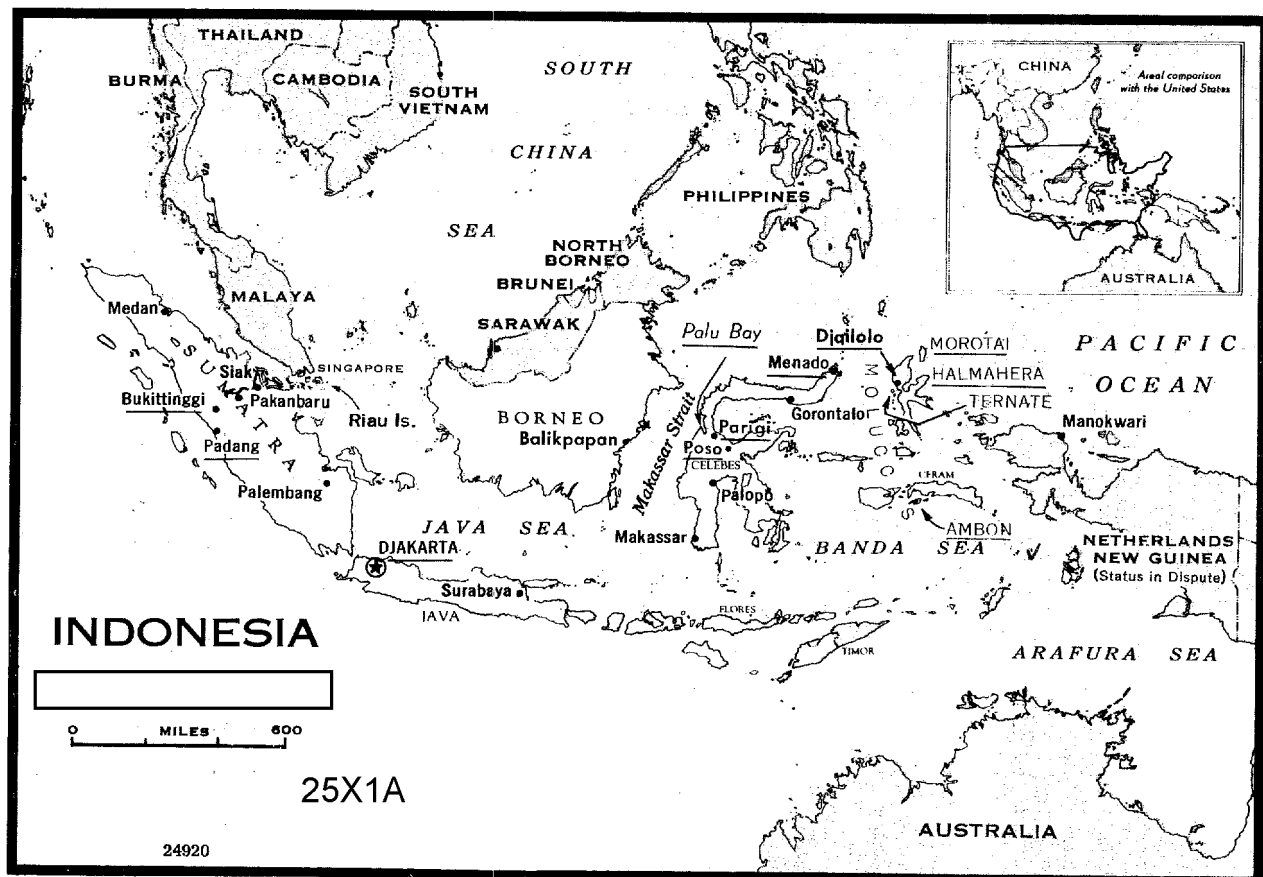 THAILAND
BURMA
CAMBODIA
SOUTH
VIETNAM
SOUTH
CHINA
SEA
PHILIPPINES
CHINA
Areal comparison
with the United States
AUSTRALIA
NORTH
BORNEO
BRUNEI
SARAWAK
MALAYA
Medan
SUMATRA
SINGAPORE
Siak
Bukittinggi
Pakanbaru
Riau Is.
Padang
Palembang
BORNEO
Balikpapan
Makassar Strait
Palu Bay
Menado
Djailolo
MOROTAI
HALMAHERA
TERNATE
PACIFIC
OCEAN
MOLUCCAS
Gorontalo
Parigi
Poso
CELEBES
Palopo
Makassar
Manokwari
CERAM
AMBON
JAVA SEA
BANDA SEA
NETHERLANDS
NEW GUINEA
(Status in Dispute)
DJAKARTA
Surabaya
JAVA
FLORES
TIMOR
ARAFURA SEA
INDONESIA
0 MILES 600
25X1A
24920
AUSTRALIA